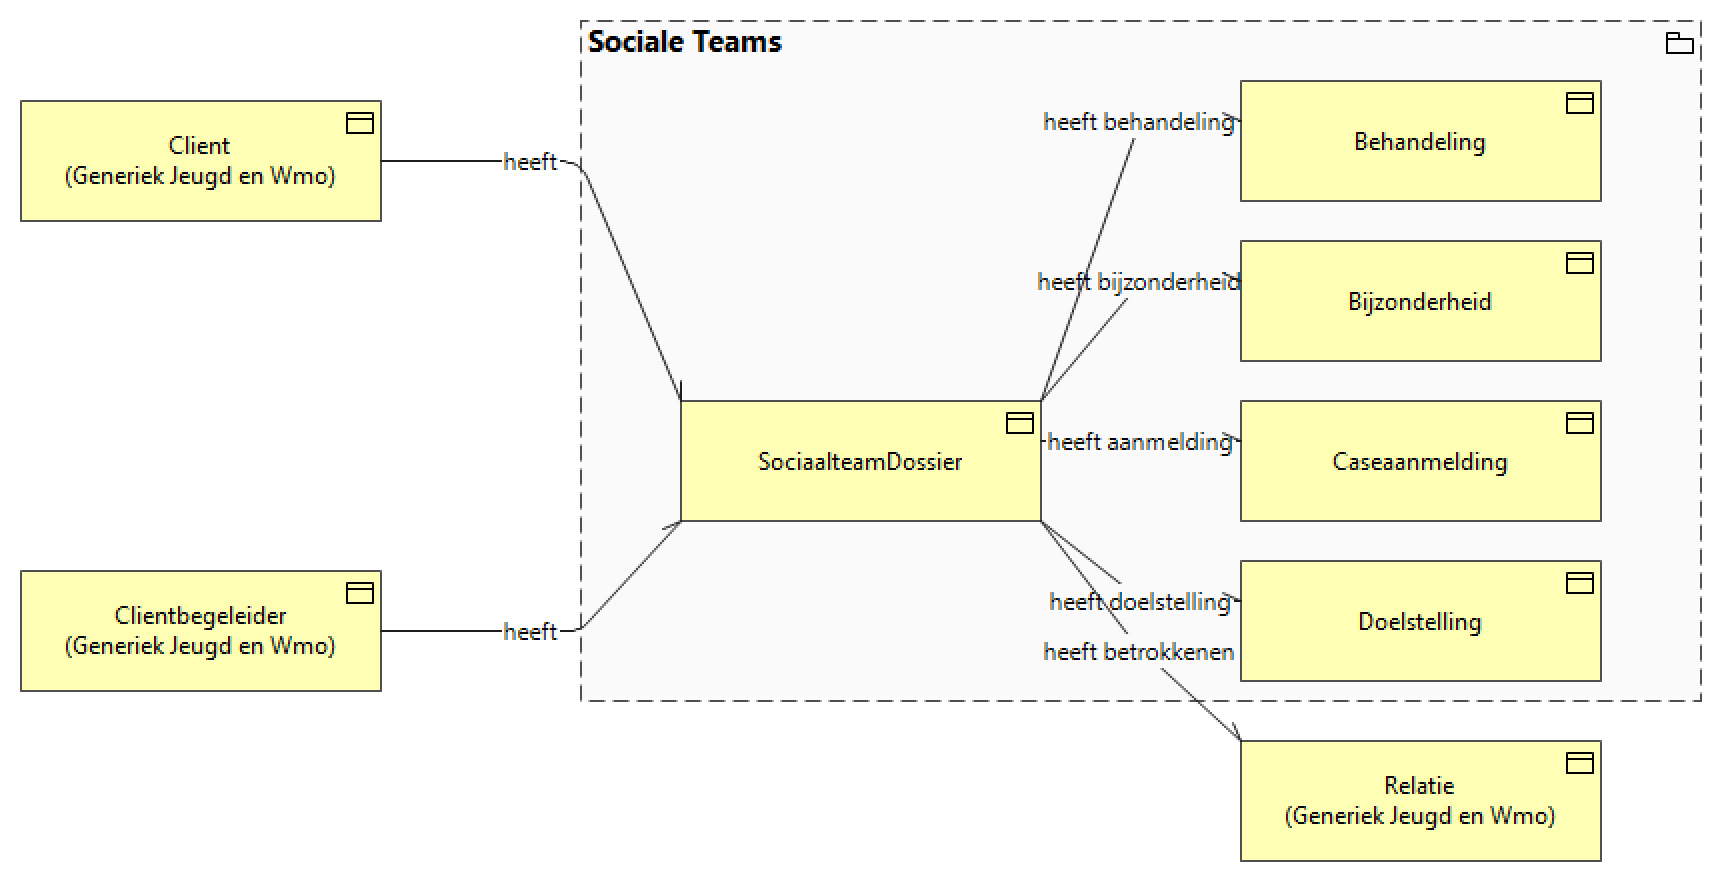 Sociale Teams
Client
(Generiek Jeugd en Wmo)
heeft
heeft behandeling
Behandeling
heeft bijzonderheid
Bijzonderheid
SociaalteamDossier
heeft aanmelding
Caseaanmelding
Clientbegeleider
(Generiek Jeugd en Wmo)
heeft
heeft doelstelling
Doelstelling
heeft betrokkenen
Relatie
(Generiek Jeugd en Wmo)